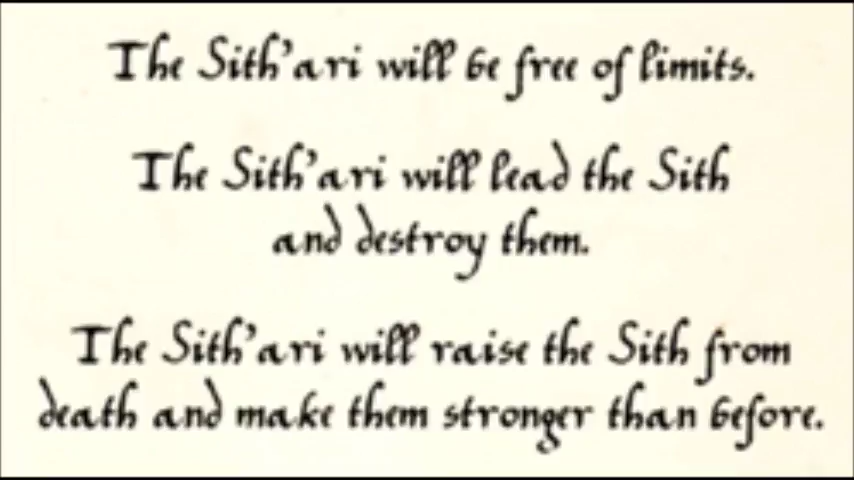 The Sith'ari will be free of limits.
The Sith'ari will lead the Sith
and destroy them.
The Sith'ari will raise the Sith from
death and make them stronger than before.